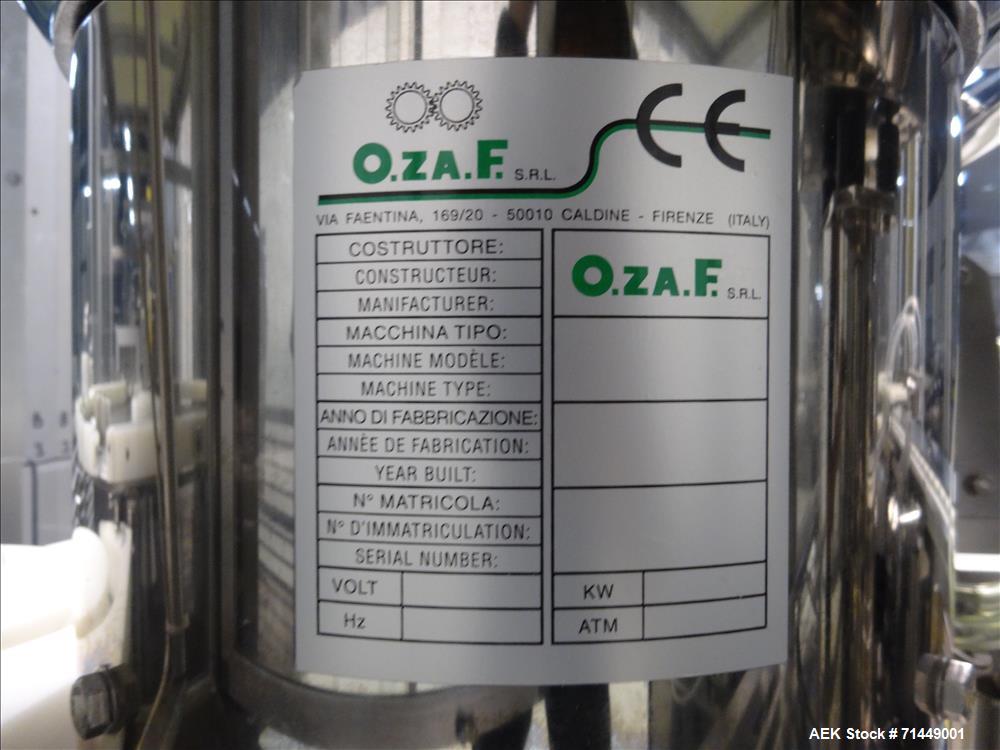 O.ZA.F. S.R.L.
CE
VIA FAENTINA, 169/20 - 50010 CALDINE - FIRENZE (ITALY)
COSTRUTTORE:
CONSTRUCTEUR:
MANIFACTURER:
O.ZA.F. S.R.L.
MACCHINA TIPO:
MACHINE MODÈLE:
MACHINE TYPE:
ANNO DI FABBRICAZIONE:
ANNÈE DE FABRICATION:
YEAR BUILT:
N° MATRICOLA:
N° D'IMMATRICULATION:
SERIAL NUMBER:
VOLT KW
Hz ATM
AEK Stock #71449001